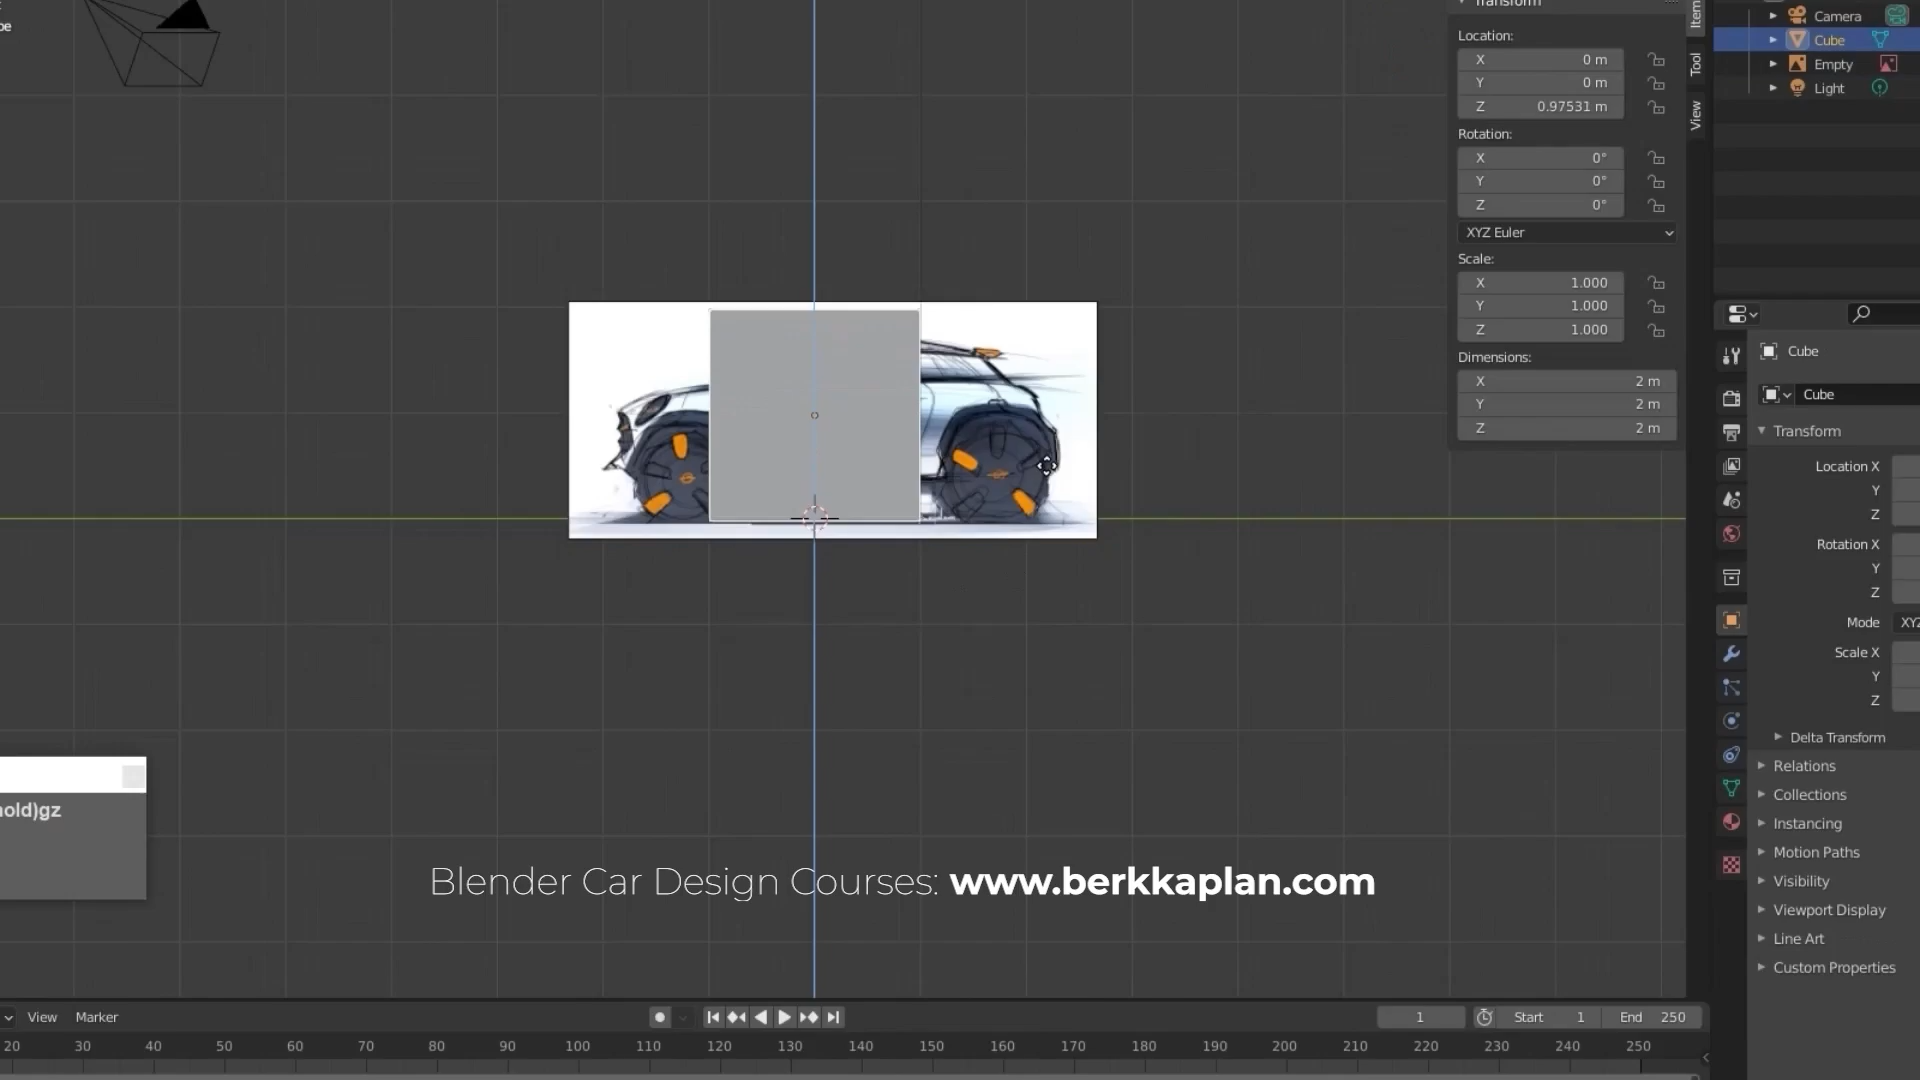 be
Transform
Location:
X 0 m
Y 0 m
Z 0.97531 m
Rotation:
X 0°
Y 0°
Z 0°
XYZ Euler
Scale:
X 1.000
Y 1.000
Z 1.000
Dimensions:
X 2 m
Y 2 m
Z 2 m
Item
Tool
View
Camera
Cube
Empty
Light
Cube
Cube
Transform
Location X
Y
Z
Rotation X
Y
Z
Mode XYZ
Scale X
Y
Z
Delta Transform
Relations
Collections
Instancing
Motion Paths
Visibility
Viewport Display
Line Art
Custom Properties
hold)gz
Blender Car Design Courses: www.berkkaplan.com
View Marker
1 Start 1 End 250
20 30 40 50 60 70 80 90 100 110 120 130 140 150 160 170 180 190 200 210 220 230 240 250